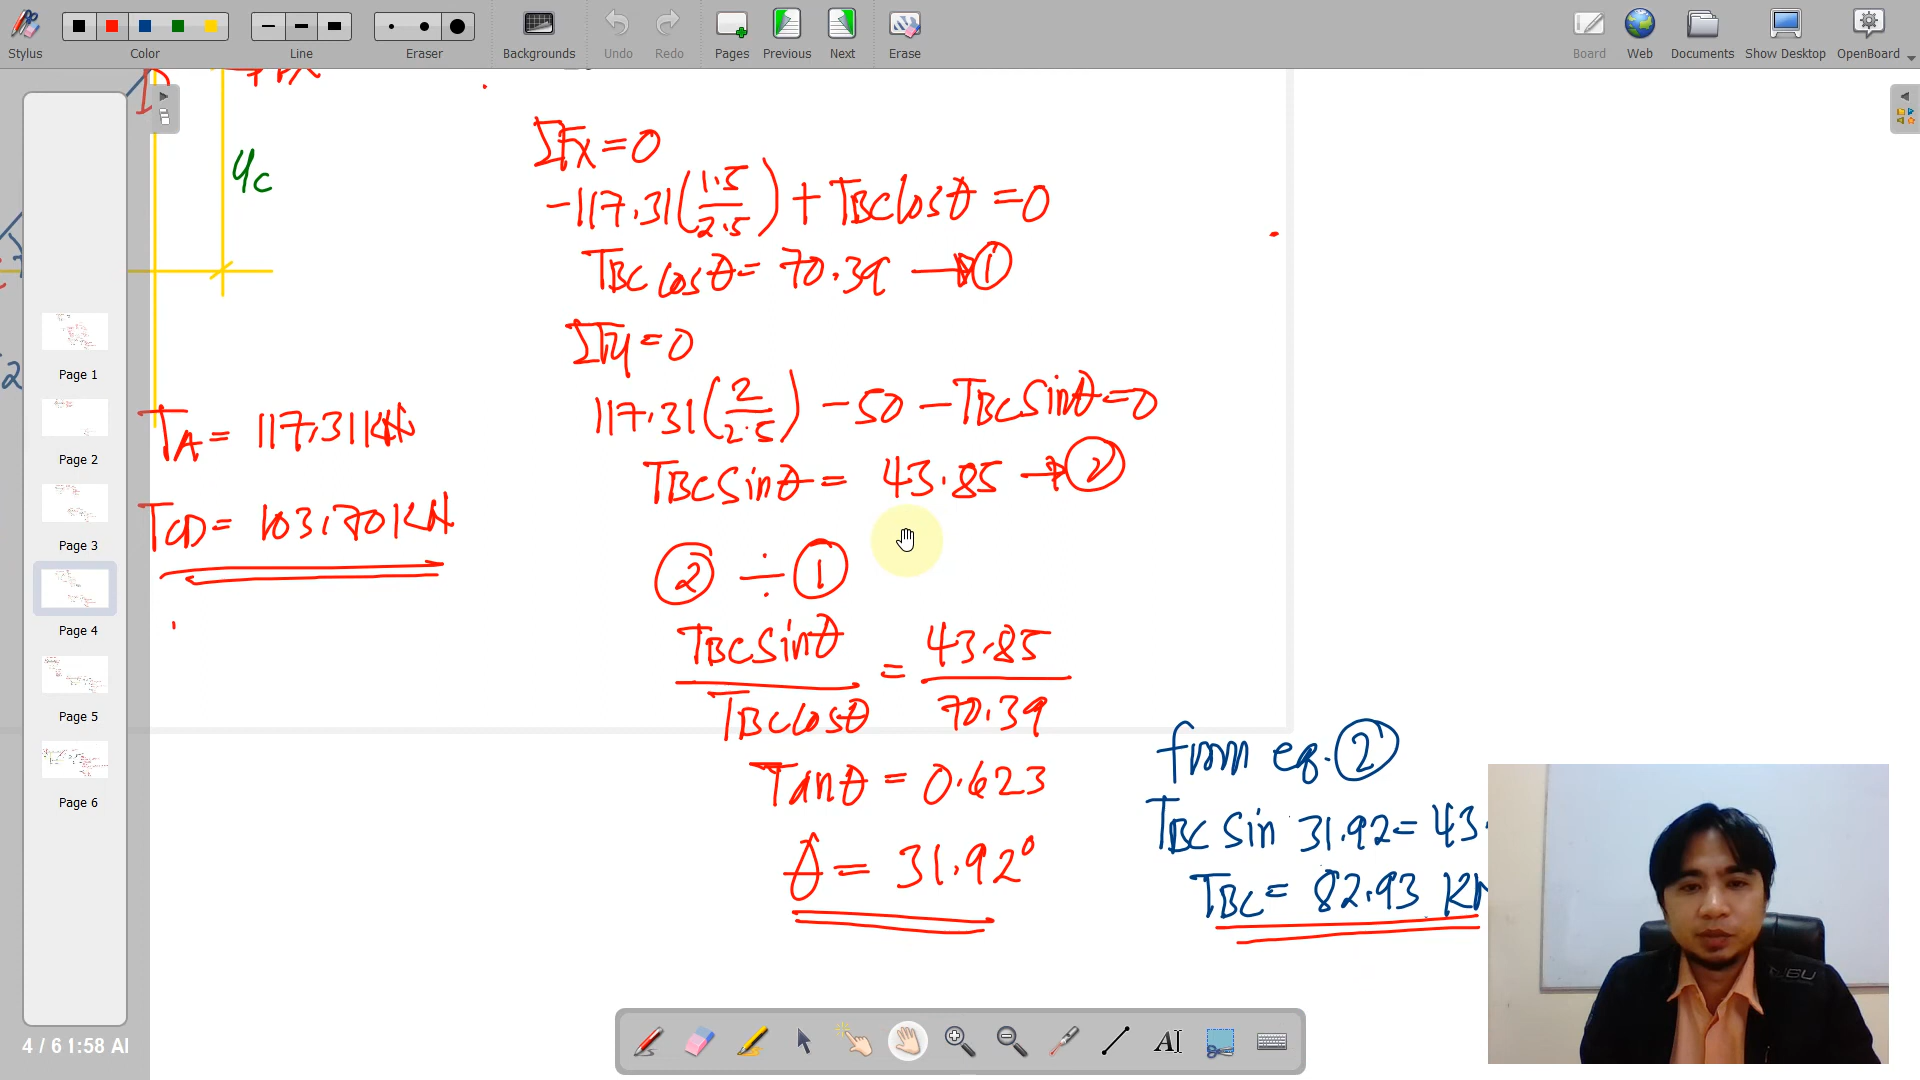 Stylus
Color
Line
Eraser
Backgrounds
Undo
Redo
Pages
Previous
Next
Erase
Board
Web
Documents
Show Desktop
OpenBoard
Page 1
Page 2
Page 3
Page 4
Page 5
Page 6
4 / 6 1:58 AI
yc
TA = 117.31 KN
TCD = 103.70 KN
ΣFx = 0
-117.31(1.5/2.5) + TBC cosθ = 0
TBC cosθ = 70.39 → ①
ΣFy = 0
117.31(2/2.5) - 50 - TBC sinθ = 0
TBC sinθ = 43.85 → ②
② ÷ ①
TBC sinθ / TBC cosθ = 43.85 / 70.39
Tanθ = 0.623
θ = 31.92°
from eq. ②
TBC sin 31.92 = 43.
TBC = 82.93 KN